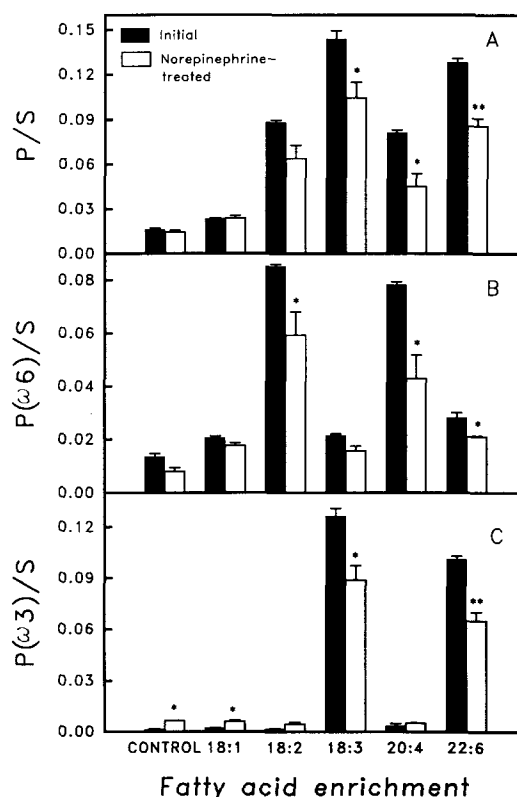 Initial
Norepinephrine-
treated
A
P/S
0.15
0.12
0.09
0.06
0.03
0.00
*
*
**
B
P(ω6)/S
0.08
0.06
0.04
0.02
0.00
*
*
*
C
P(ω3)/S
0.12
0.09
0.06
0.03
0.00
*
*
*
**
CONTROL 18:1 18:2 18:3 20:4 22:6
Fatty acid enrichment